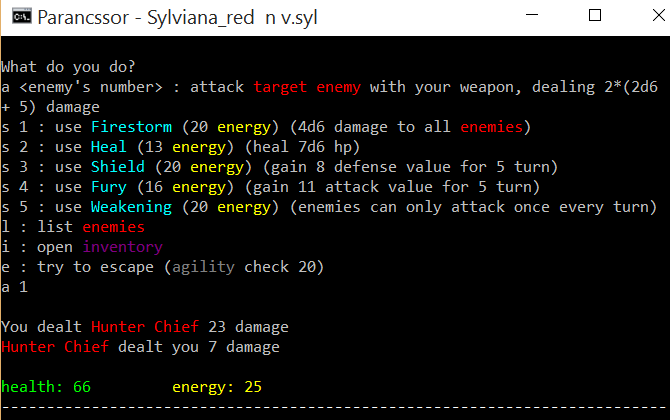 Parancssor - Sylviana_red n v.syl
What do you do?
a <enemy's number> : attack target enemy with your weapon, dealing 2*(2d6
+ 5) damage
s 1 : use Firestorm (20 energy) (4d6 damage to all enemies)
s 2 : use Heal (13 energy) (heal 7d6 hp)
s 3 : use Shield (20 energy) (gain 8 defense value for 5 turn)
s 4 : use Fury (16 energy) (gain 11 attack value for 5 turn)
s 5 : use Weakening (20 energy) (enemies can only attack once every turn)
l : list enemies
i : open inventory
e : try to escape (agility check 20)
a 1
You dealt Hunter Chief 23 damage
Hunter Chief dealt you 7 damage
health: 66 energy: 25
--------------------------------------------------------------------------